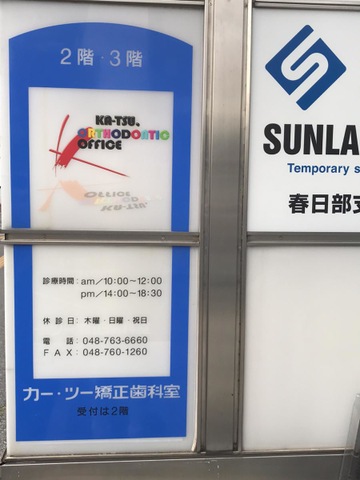 2階・3階
KA-TSU,
ORTHODONTIC
OFFICE
診療時間:am/10:00〜12:00
pm/14:00〜18:30
休診日:木曜・日曜・祝日
電話:048-763-6660
FAX:048-760-1260
カー・ツー矯正歯科室
受付は2階
SUNLA
Temporary s
春日部支